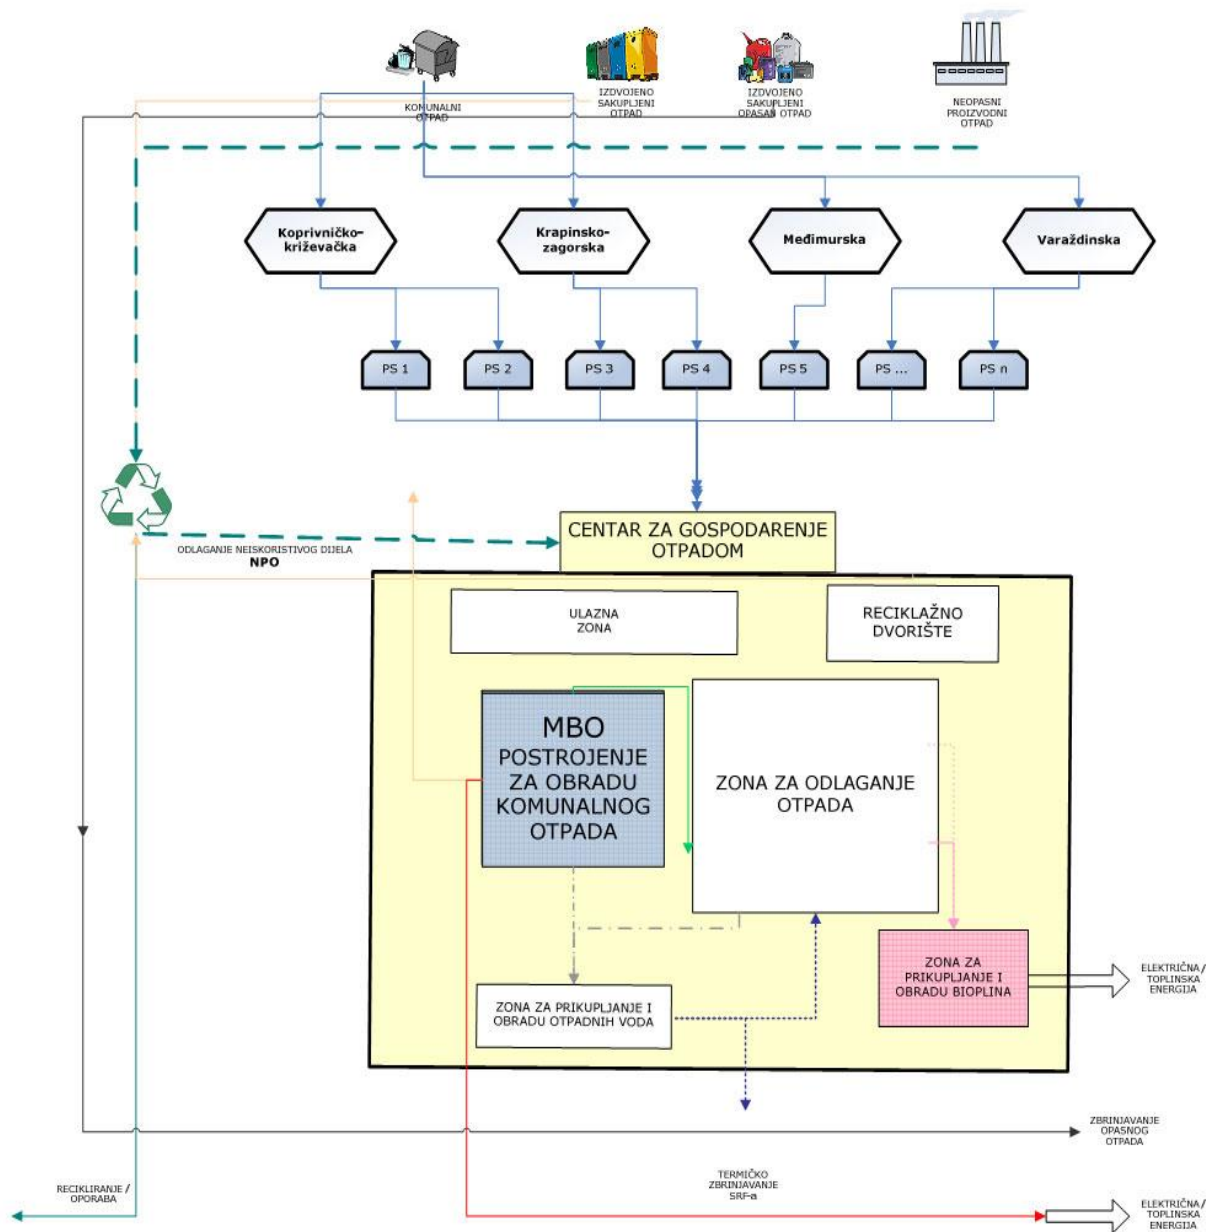 KOMUNALNI
OTPAD
IZDVOJENO
SAKUPLJENI
OTPAD
IZDVOJENO
SAKUPLJENI
OPASAN OTPAD
NEOPASNI
PROIZVODNI
OTPAD
Koprivničko-
križevačka
Krapinsko-
zagorska
Međimurska
Varaždinska
PS 1
PS 2
PS 3
PS 4
PS 5
PS ...
PS n
CENTAR ZA GOSPODARENJE
OTPADOM
ODLAGANJE NEISKORISTIVOG DIJELA
NPO
ULAZNA
ZONA
RECIKLAŽNO
DVORIŠTE
MBO
POSTROJENJE
ZA OBRADU
KOMUNALNOG
OTPADA
ZONA ZA ODLAGANJE
OTPADA
ZONA ZA
PRIKUPLJANJE I
OBRADU BIOPLINA
ELEKTRIČNA/
TOPLINSKA
ENERGIJA
ZONA ZA PRIKUPLJANJE I
OBRADU OTPADNIH VODA
ZBRINJAVANJE
OPASNOG
OTPADA
RECIKLIRANJE/
OPORABA
TERMIČKO
ZBRINJAVANJE
SRF-a
ELEKTRIČNA/
TOPLINSKA
ENERGIJA